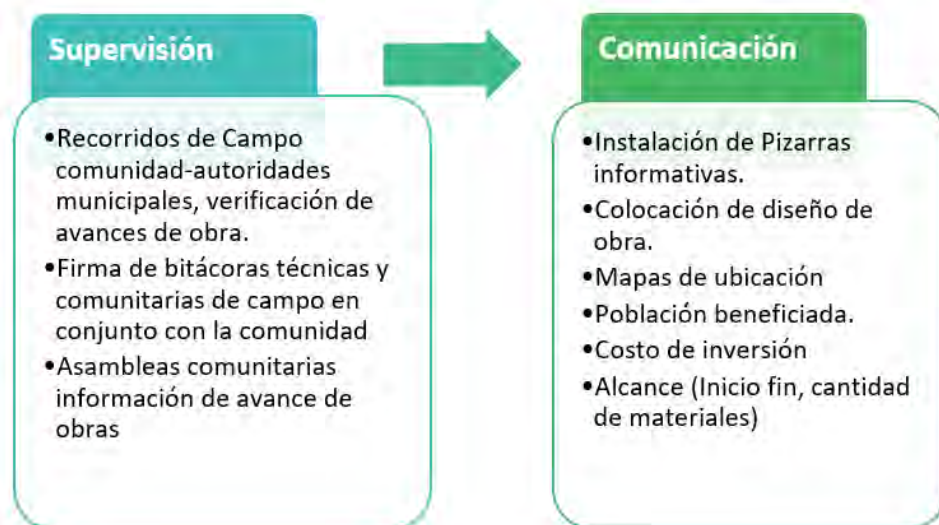 Supervisión
•Recorridos de Campo
comunidad-autoridades
municipales, verificación de
avances de obra.
•Firma de bitácoras técnicas y
comunitarias de campo en
conjunto con la comunidad
•Asambleas comunitarias
información de avance de
obras
Comunicación
•Instalación de Pizarras
informativas.
•Colocación de diseño de
obra.
•Mapas de ubicación
•Población beneficiada.
•Costo de inversión
•Alcance (Inicio fin, cantidad
de materiales)